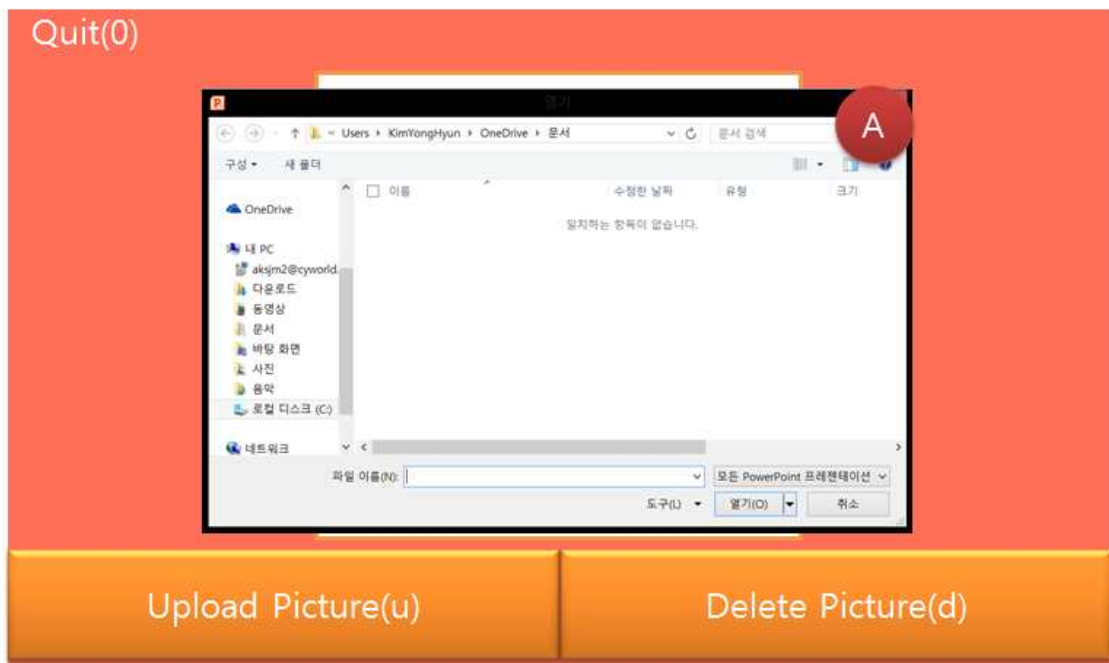 Quit(0)
P
열기
A
« Users ▸ KimYongHyun ▸ OneDrive ▸ 문서
문서 검색
구성 새 폴더
이름 수정한 날짜 유형 크기
일치하는 항목이 없습니다.
OneDrive
내 PC
aksjm2@cyworld.
다운로드
동영상
문서
바탕 화면
사진
음악
로컬 디스크 (C:)
네트워크
파일 이름(N):
모든 PowerPoint 프레젠테이션
도구(L) 열기(O) 취소
Upload Picture(u) Delete Picture(d)